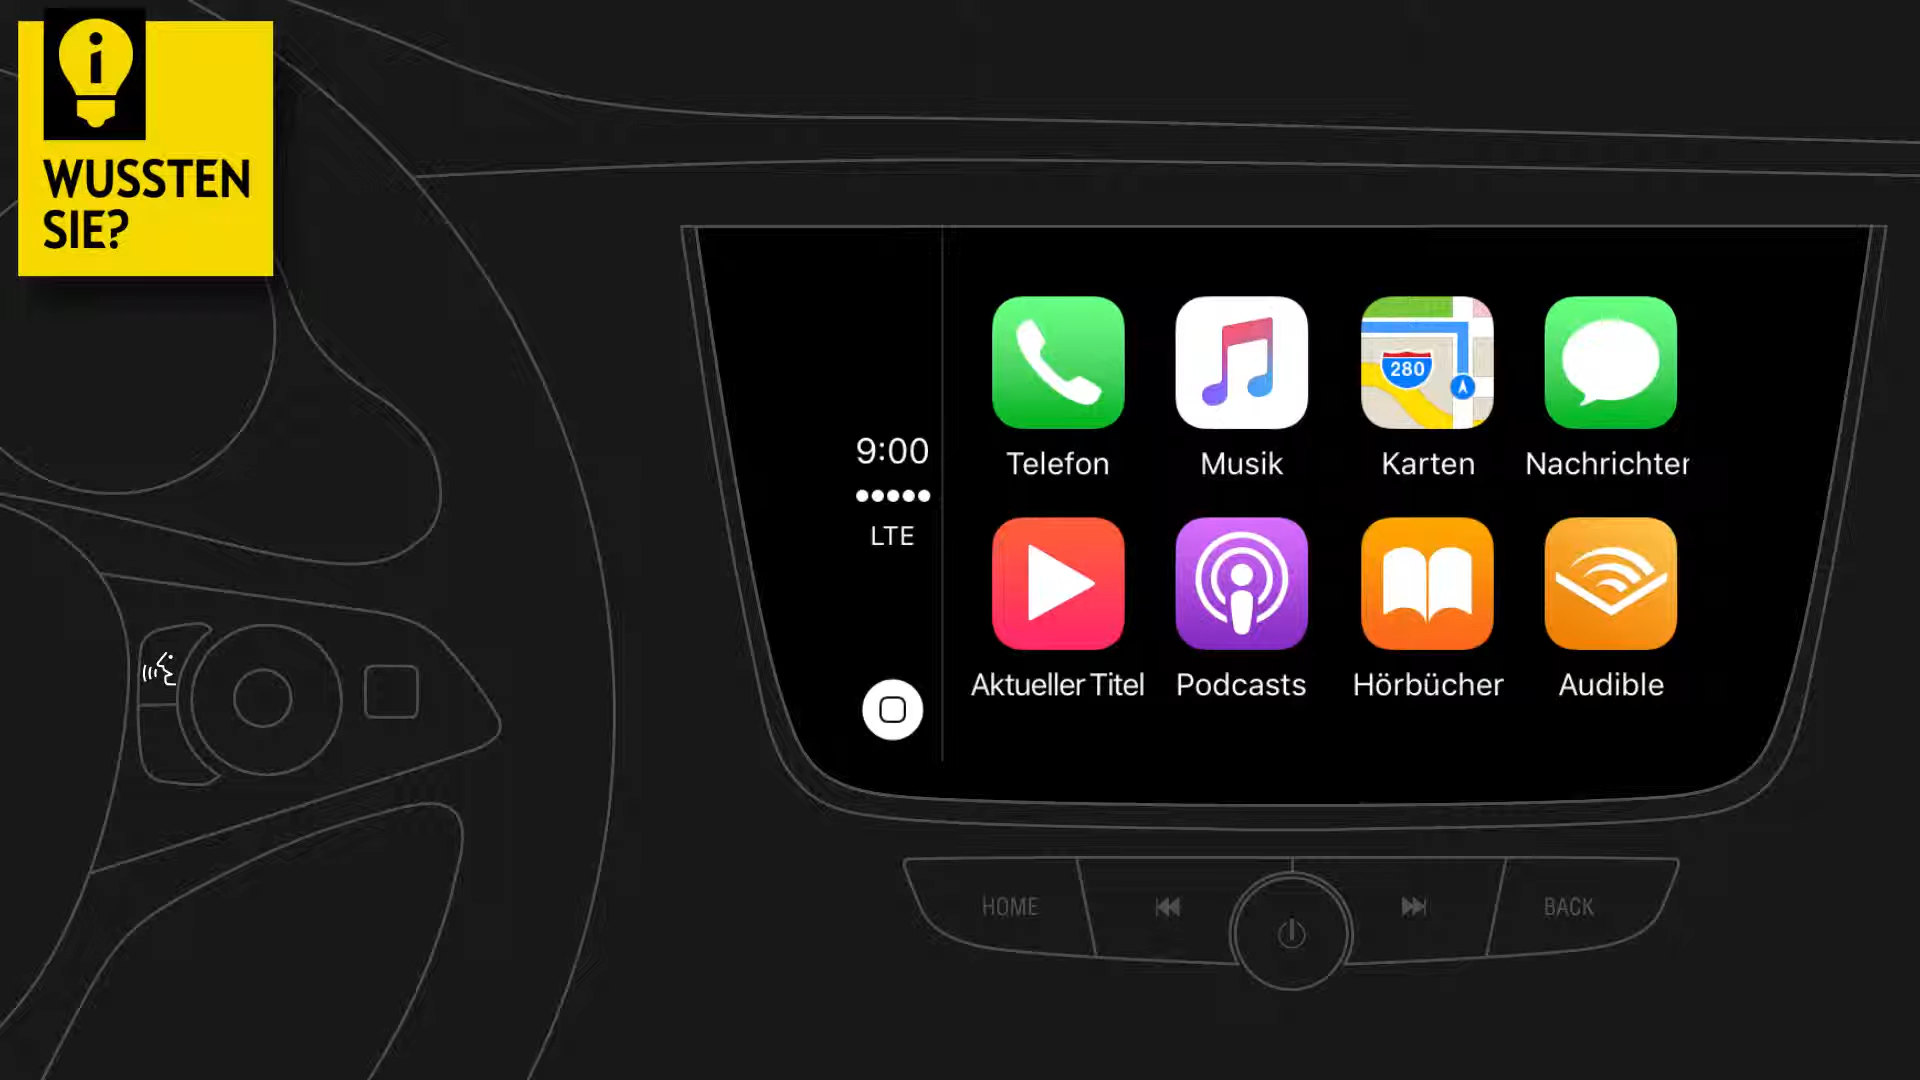 i
WUSSTEN
SIE?
9:00
LTE
280
Telefon
Musik
Karten
Nachrichter
Aktueller Titel
Podcasts
Hörbücher
Audible
HOME
BACK